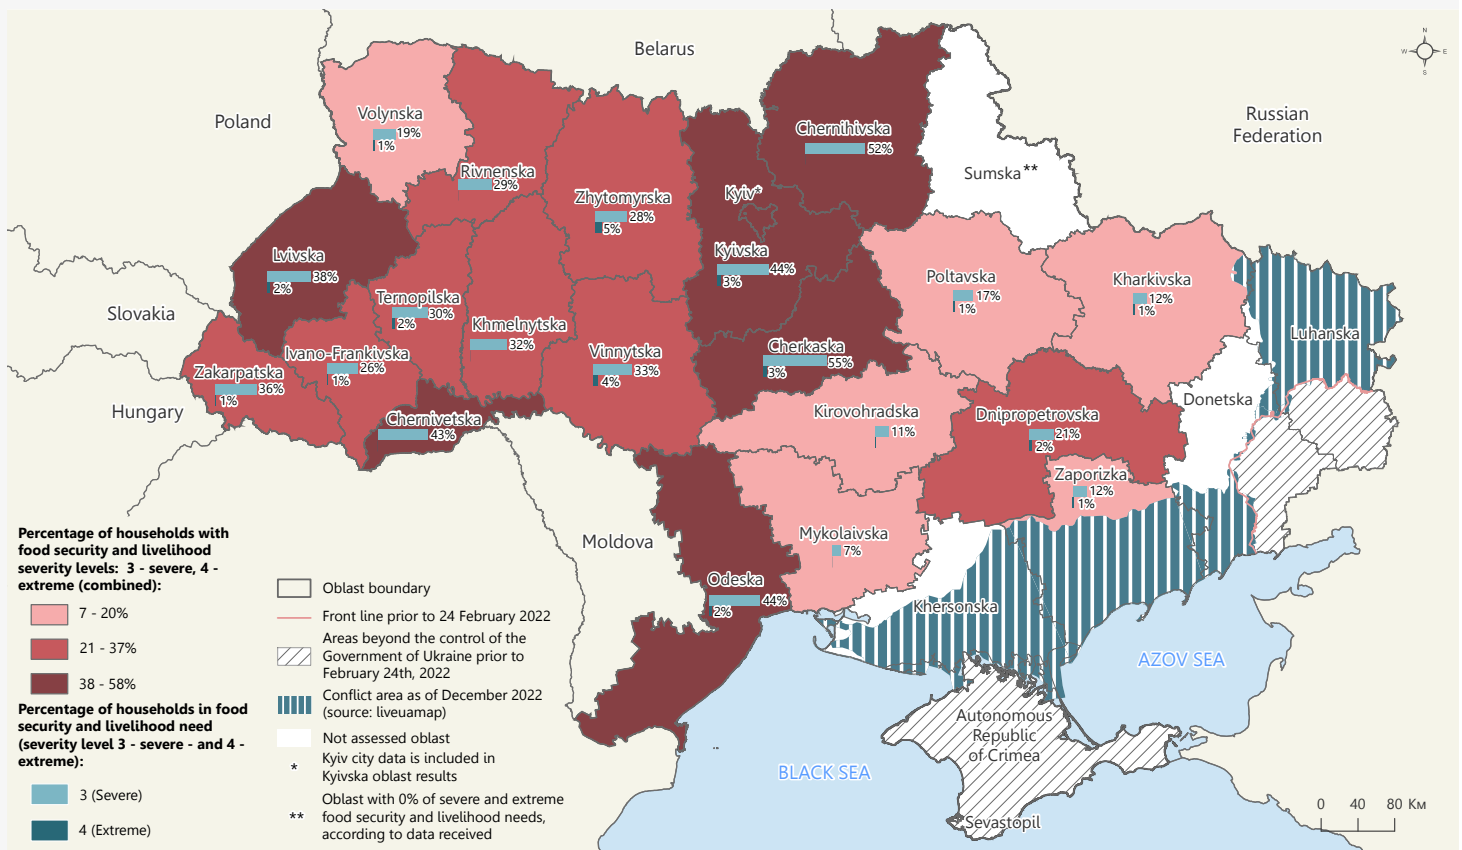 Belarus
N
W
E
S
Poland
Russian
Federation
Volynska
19%
1%
Chernihivska
52%
Rivnenska
29%
Sumska**
Zhytomyrska
28%
5%
Kyiv*
Lvivska
38%
2%
Kyivska
44%
3%
Poltavska
17%
1%
Kharkivska
12%
1%
Slovakia
Ternopilska
30%
2%
Khmelnytska
32%
Luhanska
Ivano-Frankivska
26%
1%
Vinnytska
33%
4%
Cherkaska
55%
3%
Zakarpatska
36%
1%
Hungary
Chernivetska
43%
Kirovohradska
11%
Dnipropetrovska
21%
2%
Donetska
Zaporizka
12%
1%
Moldova
Mykolaivska
7%
Odeska
44%
2%
Khersonska
AZOV SEA
Autonomous
Republic
of Crimea
BLACK SEA
Sevastopil
Percentage of households with
food security and livelihood
severity levels: 3 - severe, 4 -
extreme (combined):
7 - 20%
21 - 37%
38 - 58%
Percentage of households in food
security and livelihood need
(severity level 3 - severe - and 4 -
extreme):
3 (Severe)
4 (Extreme)
Oblast boundary
Front line prior to 24 February 2022
Areas beyond the control of the
Government of Ukraine prior to
February 24th, 2022
Conflict area as of December 2022
(source: liveuamap)
Not assessed oblast
* Kyiv city data is included in
Kyivska oblast results
** Oblast with 0% of severe and extreme
food security and livelihood needs,
according to data received
0 40 80 Км